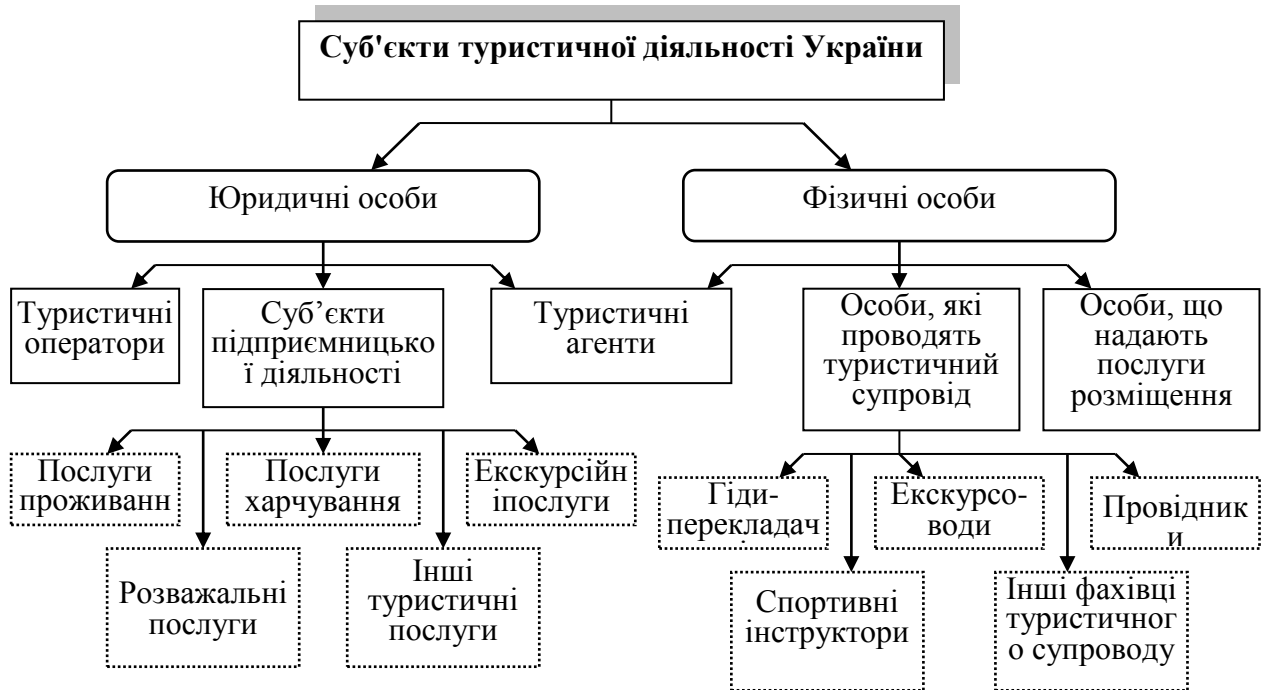 Суб'єкти туристичної діяльності України
Юридичні особи
Фізичні особи
Туристичні
оператори
Суб’єкти
підприємницько
ї діяльності
Туристичні
агенти
Особи, які
проводять
туристичний
супровід
Особи, що
надають
послуги
розміщення
Послуги
проживанн
Послуги
харчування
Екскурсійн
іпослуги
Розважальні
послуги
Інші
туристичні
послуги
Гіди-
перекладач
Екскурсо-
води
Провідник
и
Спортивні
інструктори
Інші фахівці
туристичног
о супроводу